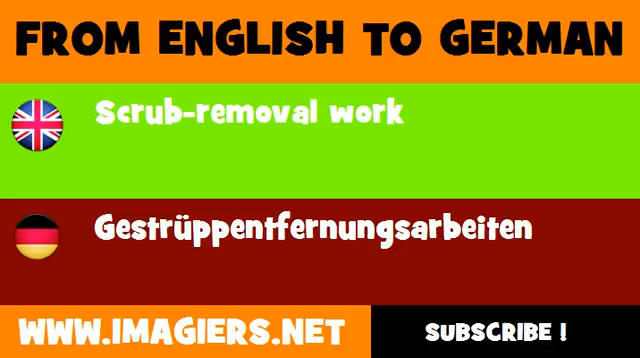 FROM ENGLISH TO GERMAN
Scrub-removal work
Gestrüppentfernungsarbeiten
WWW.IMAGIERS.NET
SUBSCRIBE !